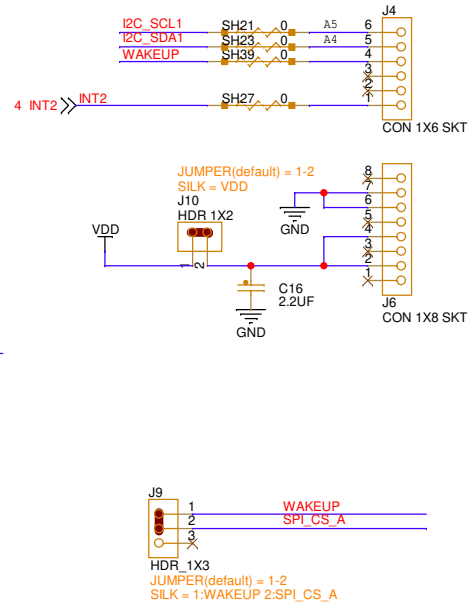 J4
I2C_SCL1 SH21 0 A5 6
I2C_SDA1 SH23 0 A4 5
WAKEUP SH39 0 4
3
2
4 INT2 INT2 SH27 0 1
CON 1X6 SKT
JUMPER(default) = 1-2
SILK = VDD
J10
HDR 1X2
VDD
1 2
C16
2.2UF
GND
GND
8
7
6
5
4
3
2
1
J6
CON 1X8 SKT
J9
1 WAKEUP
2 SPI_CS_A
3
HDR_1X3
JUMPER(default) = 1-2
SILK = 1:WAKEUP 2:SPI_CS_A